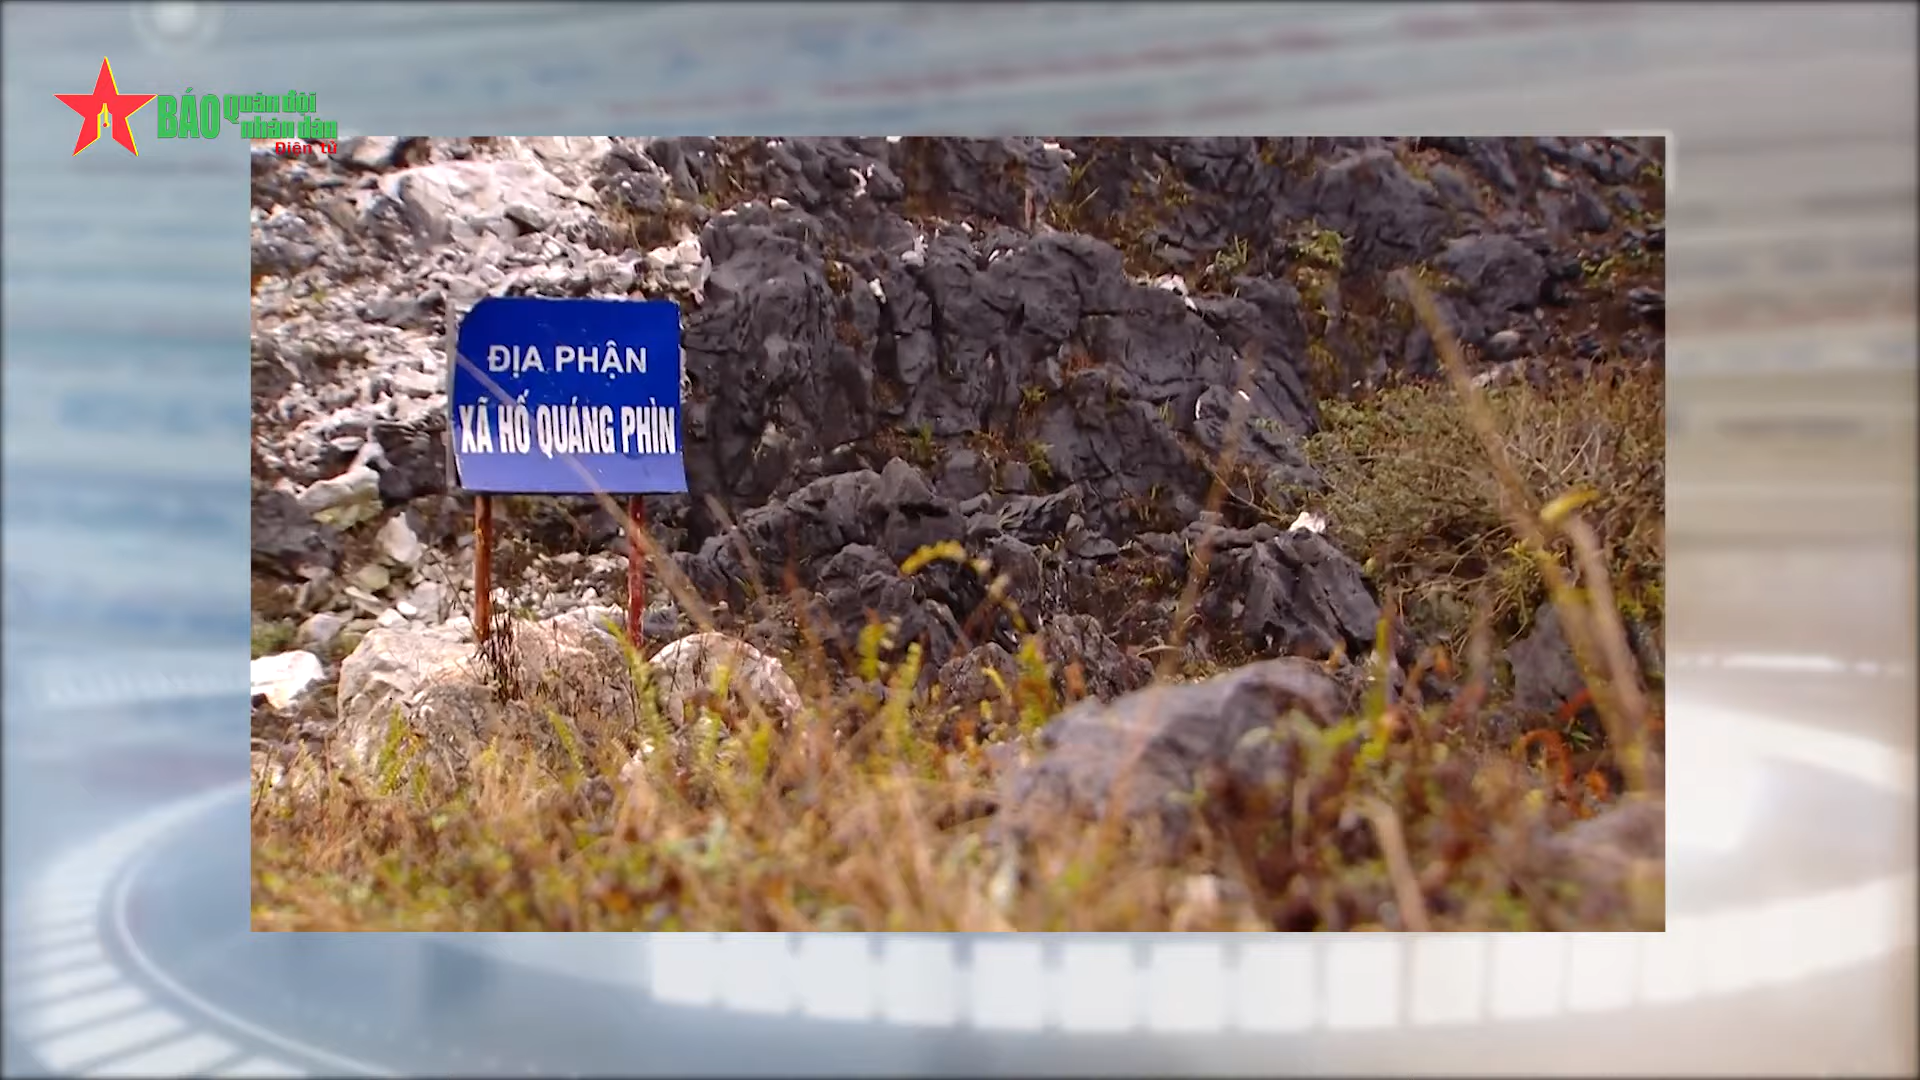 BÁO Quân đội
nhân dân
Điện tử
ĐỊA PHẬN
XÃ HỐ QUÁNG PHÌN